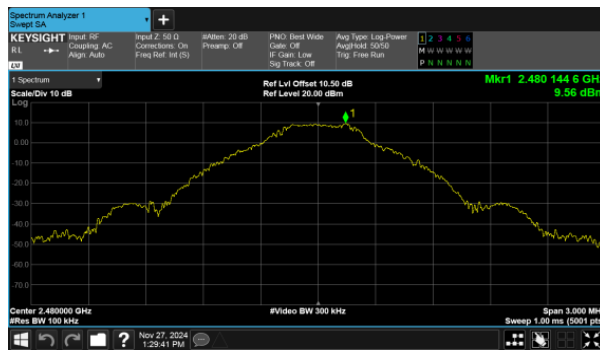 Spectrum Analyzer 1
Swept SA
+
KEYSIGHT Input: RF Input Z: 50 Ω #Atten: 20 dB PNO: Best Wide Avg Type: Log-Power 1 2 3 4 5 6
RL Coupling: AC Corrections: On Preamp: Off Gate: Off Avg|Hold: 50/50 M W W W W W
Align: Auto Freq Ref: Int (S) IF Gain: Low Trig: Free Run
LXI Sig Track: Off P N N N N N
1 Spectrum Ref Lvl Offset 10.50 dB Mkr1 2.480 144 6 GH
Scale/Div 10 dB Ref Level 20.00 dBm 9.56 dBm
Log
1
10.0
0.00
-10.0
-20.0
-30.0
-40.0
-50.0
-60.0
-70.0
Center 2.480000 GHz #Video BW 300 kHz Span 3.000 MH
#Res BW 100 kHz Sweep 1.00 ms (5001 pts
? Nov 27, 2024
1:29:41 PM